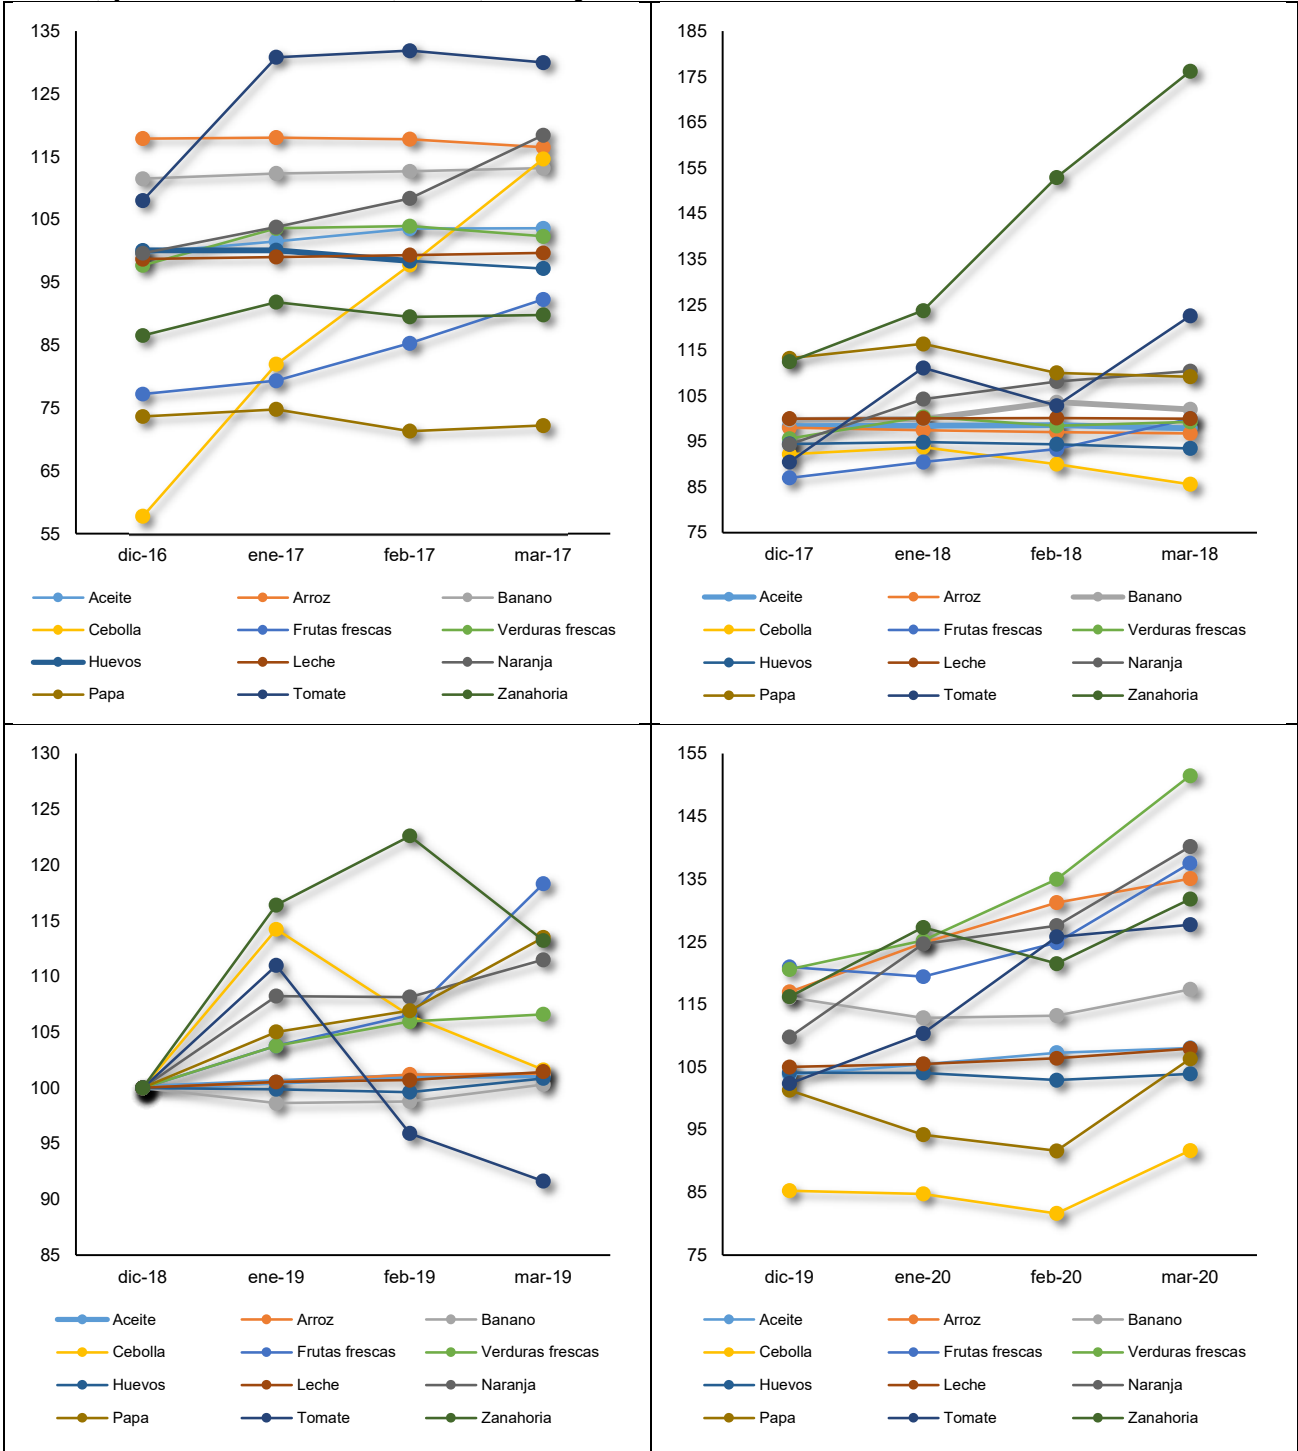 135
125
115
105
95
85
75
65
55
dic-16 ene-17 feb-17 mar-17
Aceite Arroz Banano
Cebolla Frutas frescas Verduras frescas
Huevos Leche Naranja
Papa Tomate Zanahoria
185
175
165
155
145
135
125
115
105
95
85
75
dic-17 ene-18 feb-18 mar-18
Aceite Arroz Banano
Cebolla Frutas frescas Verduras frescas
Huevos Leche Naranja
Papa Tomate Zanahoria
130
125
120
115
110
105
100
95
90
85
dic-18 ene-19 feb-19 mar-19
Aceite Arroz Banano
Cebolla Frutas frescas Verduras frescas
Huevos Leche Naranja
Papa Tomate Zanahoria
155
145
135
125
115
105
95
85
75
dic-19 ene-20 feb-20 mar-20
Aceite Arroz Banano
Cebolla Frutas frescas Verduras frescas
Huevos Leche Naranja
Papa Tomate Zanahoria